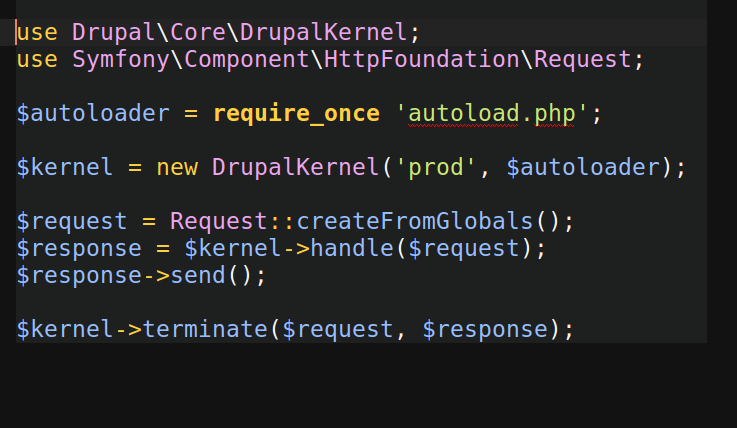 use Drupal\Core\DrupalKernel;
use Symfony\Component\HttpFoundation\Request;
$autoloader = require_once 'autoload.php';
$kernel = new DrupalKernel('prod', $autoloader);
$request = Request::createFromGlobals();
$response = $kernel->handle($request);
$response->send();
$kernel->terminate($request, $response);